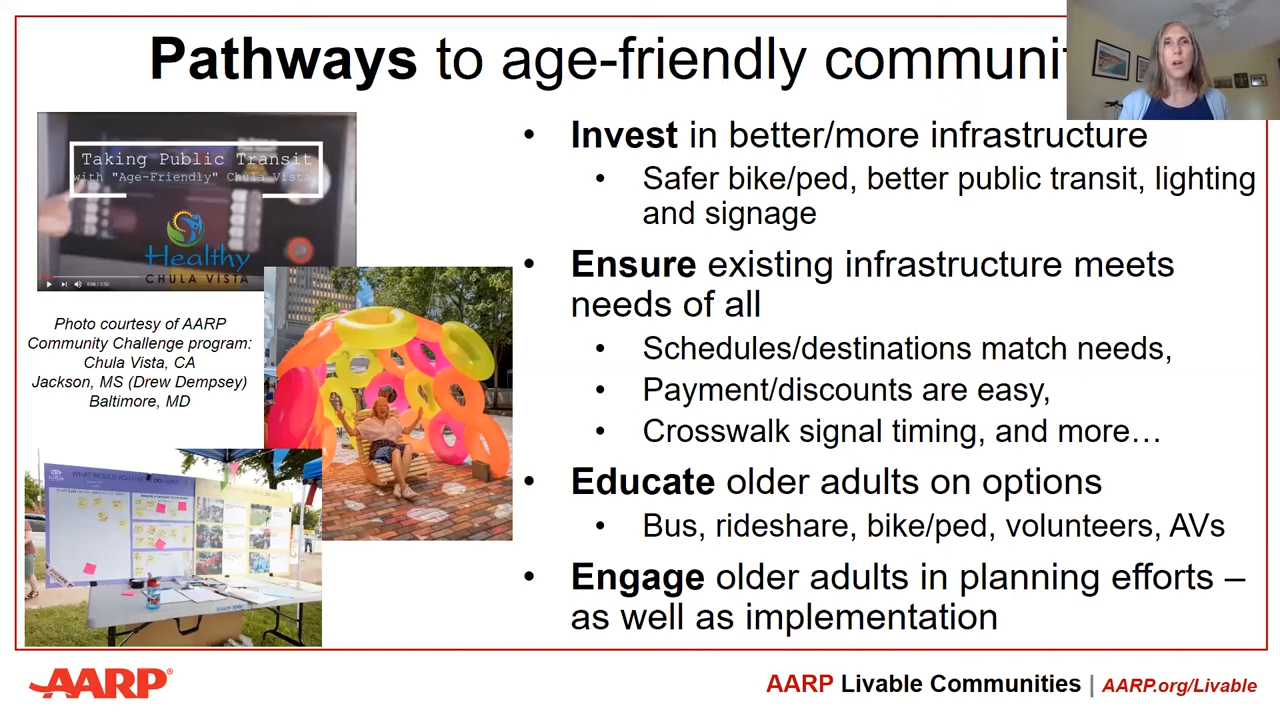 Pathways to age-friendly communi
Taking Public Transit
with "Age-Friendly" Chula Vista
Healthy
CHULA VISTA
Photo courtesy of AARP
Community Challenge program:
Chula Vista, CA
Jackson, MS (Drew Dempsey)
Baltimore, MD
• Invest in better/more infrastructure
• Safer bike/ped, better public transit, lighting
and signage
• Ensure existing infrastructure meets
needs of all
• Schedules/destinations match needs,
• Payment/discounts are easy,
• Crosswalk signal timing, and more…
• Educate older adults on options
• Bus, rideshare, bike/ped, volunteers, AVs
• Engage older adults in planning efforts –
as well as implementation
AARP®
AARP Livable Communities | AARP.org/Livable